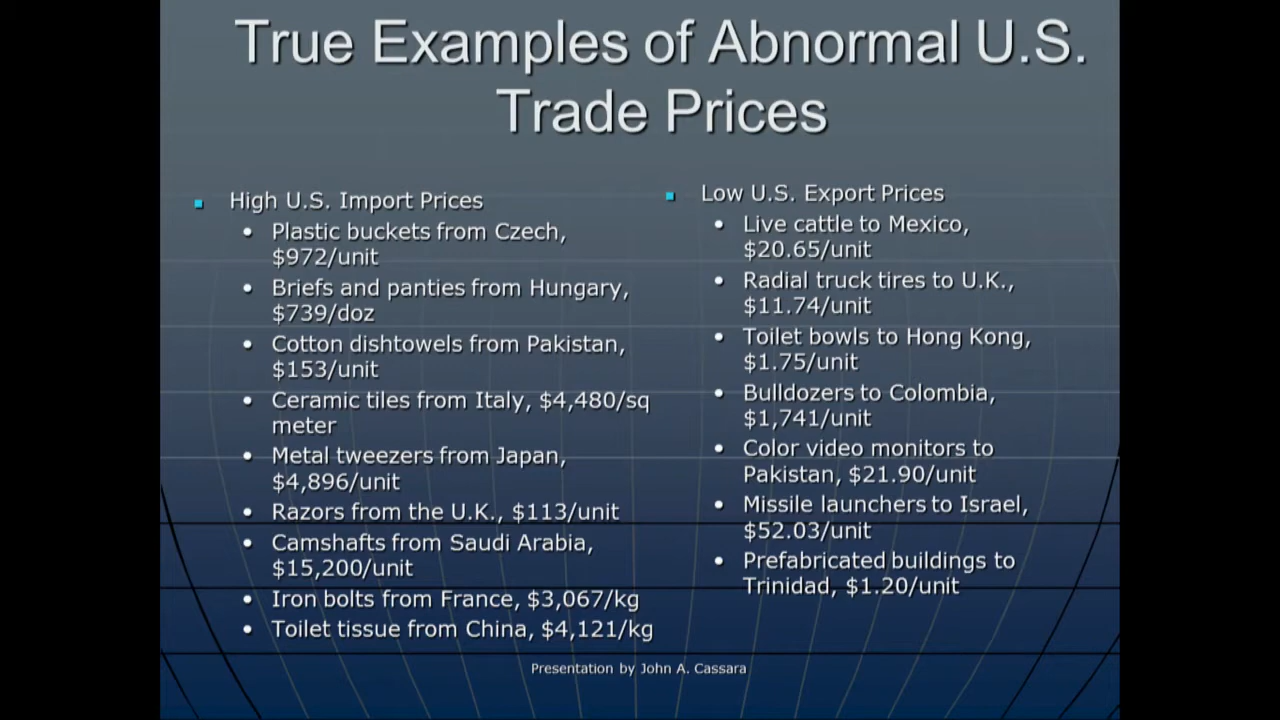 True Examples of Abnormal U.S.
Trade Prices
High U.S. Import Prices
Plastic buckets from Czech,
$972/unit
Briefs and panties from Hungary,
$739/doz
Cotton dishtowels from Pakistan,
$153/unit
Ceramic tiles from Italy, $4,480/sq
meter
Metal tweezers from Japan,
$4,896/unit
Razors from the U.K., $113/unit
Camshafts from Saudi Arabia,
$15,200/unit
Iron bolts from France, $3,067/kg
Toilet tissue from China, $4,121/kg
Low U.S. Export Prices
Live cattle to Mexico,
$20.65/unit
Radial truck tires to U.K.,
$11.74/unit
Toilet bowls to Hong Kong,
$1.75/unit
Bulldozers to Colombia,
$1,741/unit
Color video monitors to
Pakistan, $21.90/unit
Missile launchers to Israel,
$52.03/unit
Prefabricated buildings to
Trinidad, $1.20/unit
Presentation by John A. Cassara